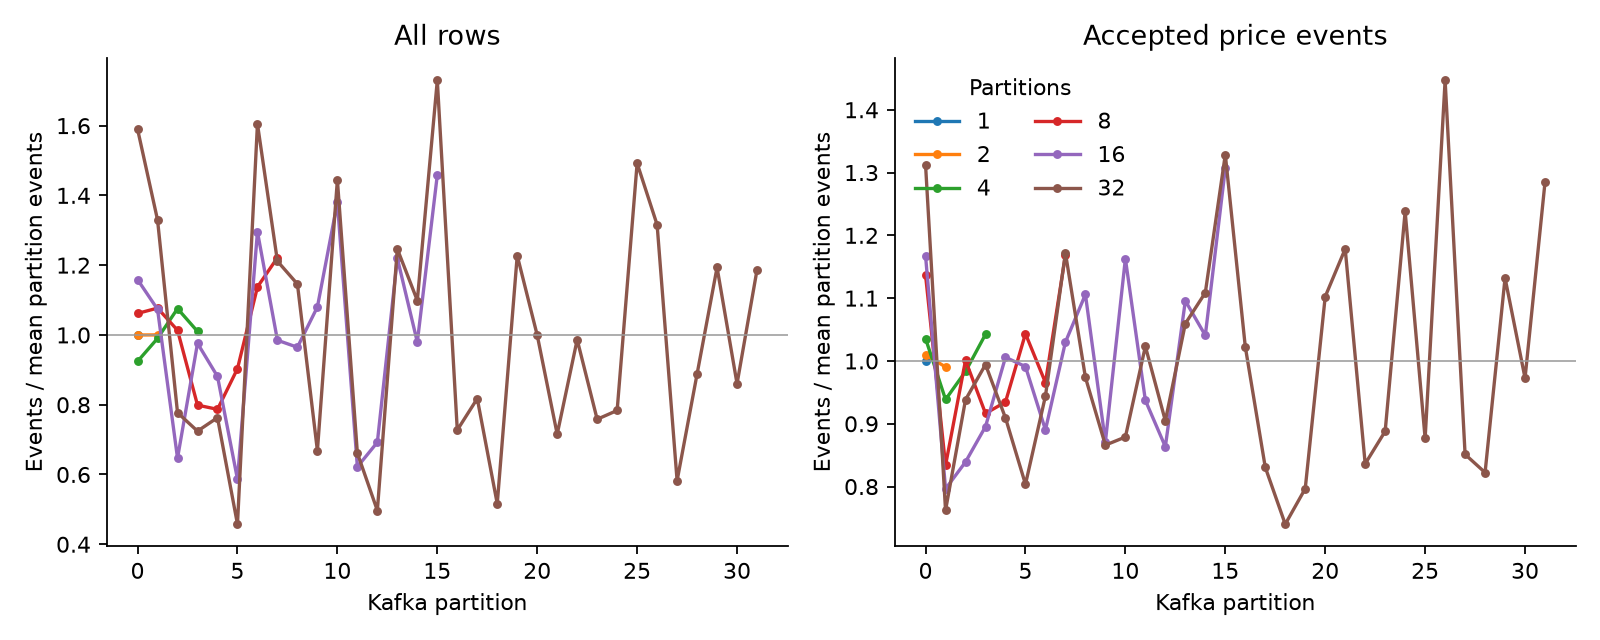 All rows
Events / mean partition events
1.6
1.4
1.2
1.0
0.8
0.6
0.4
0 5 10 15 20 25 30
Kafka partition
Accepted price events
Events / mean partition events
1.4
1.3
1.2
1.1
1.0
0.9
0.8
Partitions
1 8
2 16
4 32
0 5 10 15 20 25 30
Kafka partition